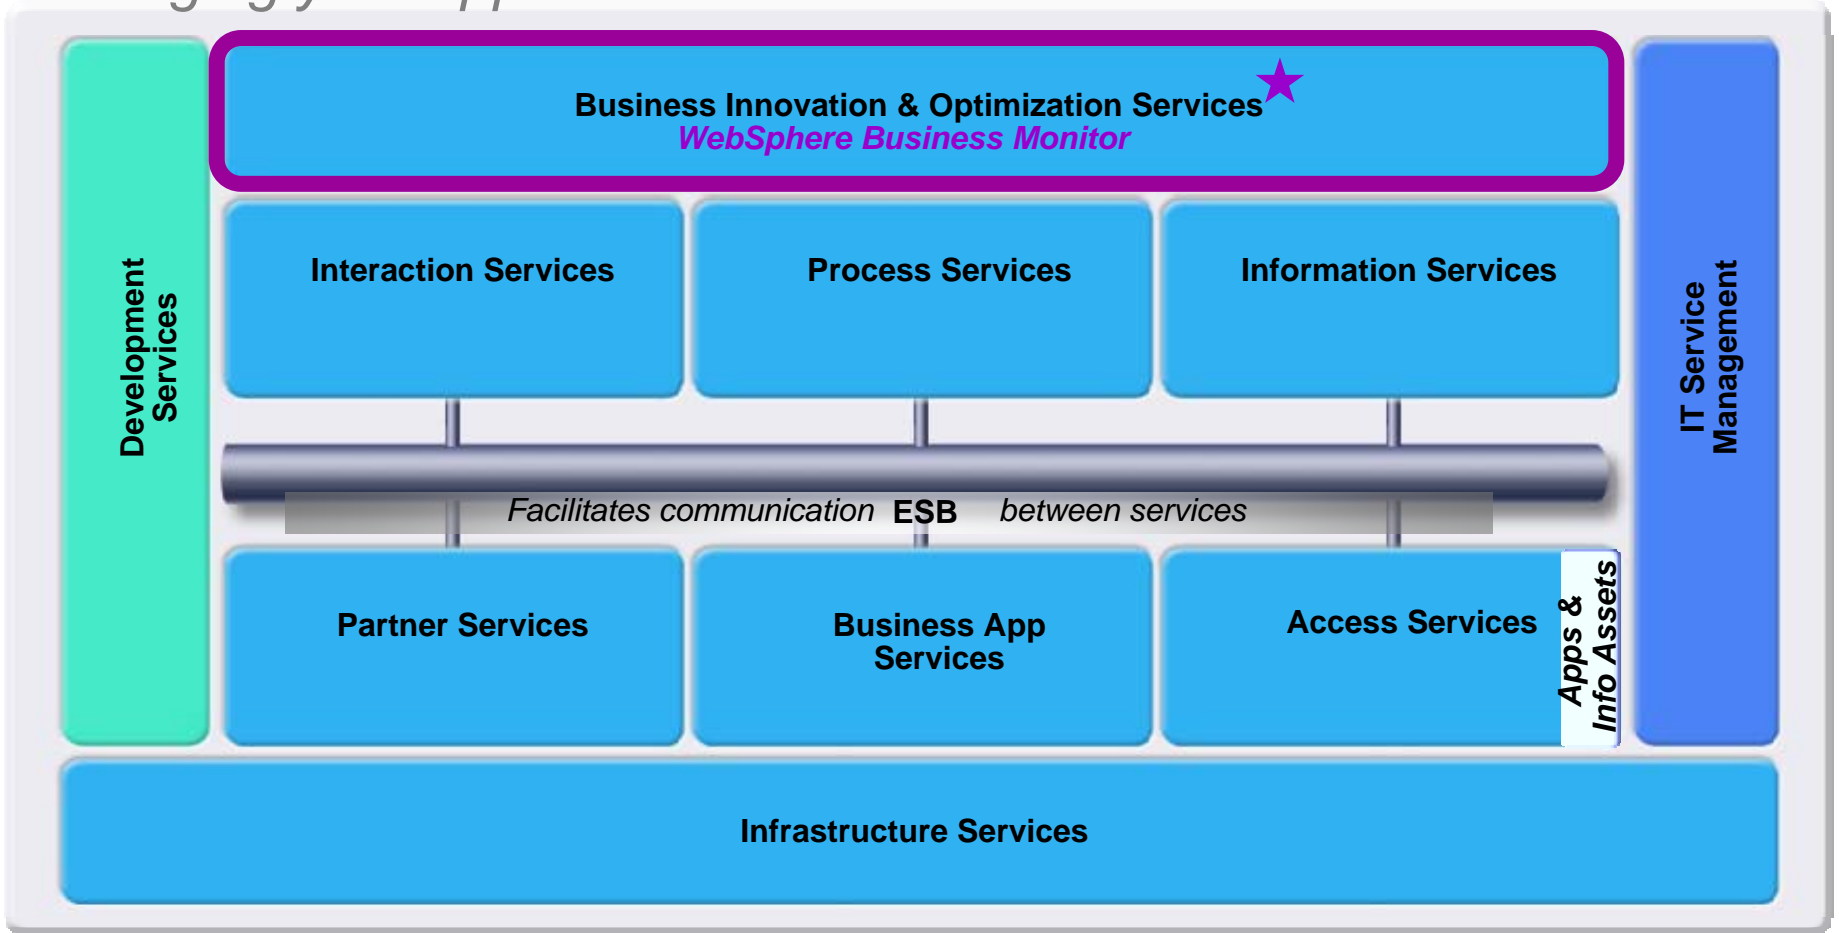 Business Innovation & Optimization Services
WebSphere Business Monitor
Development
Services
Interaction Services
Process Services
Information Services
IT Service
Management
Facilitates communication ESB between services
Partner Services
Business App
Services
Access Services
Apps &
Info Assets
Infrastructure Services